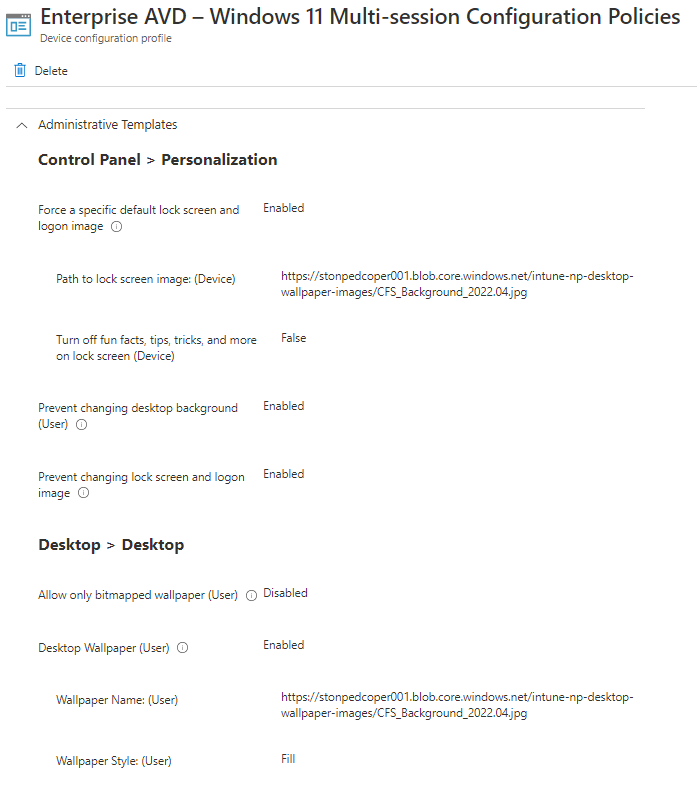 Enterprise AVD – Windows 11 Multi-session Configuration Policies
Device configuration profile
Delete
Administrative Templates
Control Panel > Personalization
Force a specific default lock screen and
logon image
Enabled
Path to lock screen image: (Device)
https://stonpedcoper001.blob.core.windows.net/intune-np-desktop-
wallpaper-images/CFS_Background_2022.04.jpg
Turn off fun facts, tips, tricks, and more
on lock screen (Device)
False
Prevent changing desktop background
(User)
Enabled
Prevent changing lock screen and logon
image
Enabled
Desktop > Desktop
Allow only bitmapped wallpaper (User)
Disabled
Desktop Wallpaper (User)
Enabled
Wallpaper Name: (User)
https://stonpedcoper001.blob.core.windows.net/intune-np-desktop-
wallpaper-images/CFS_Background_2022.04.jpg
Wallpaper Style: (User)
Fill